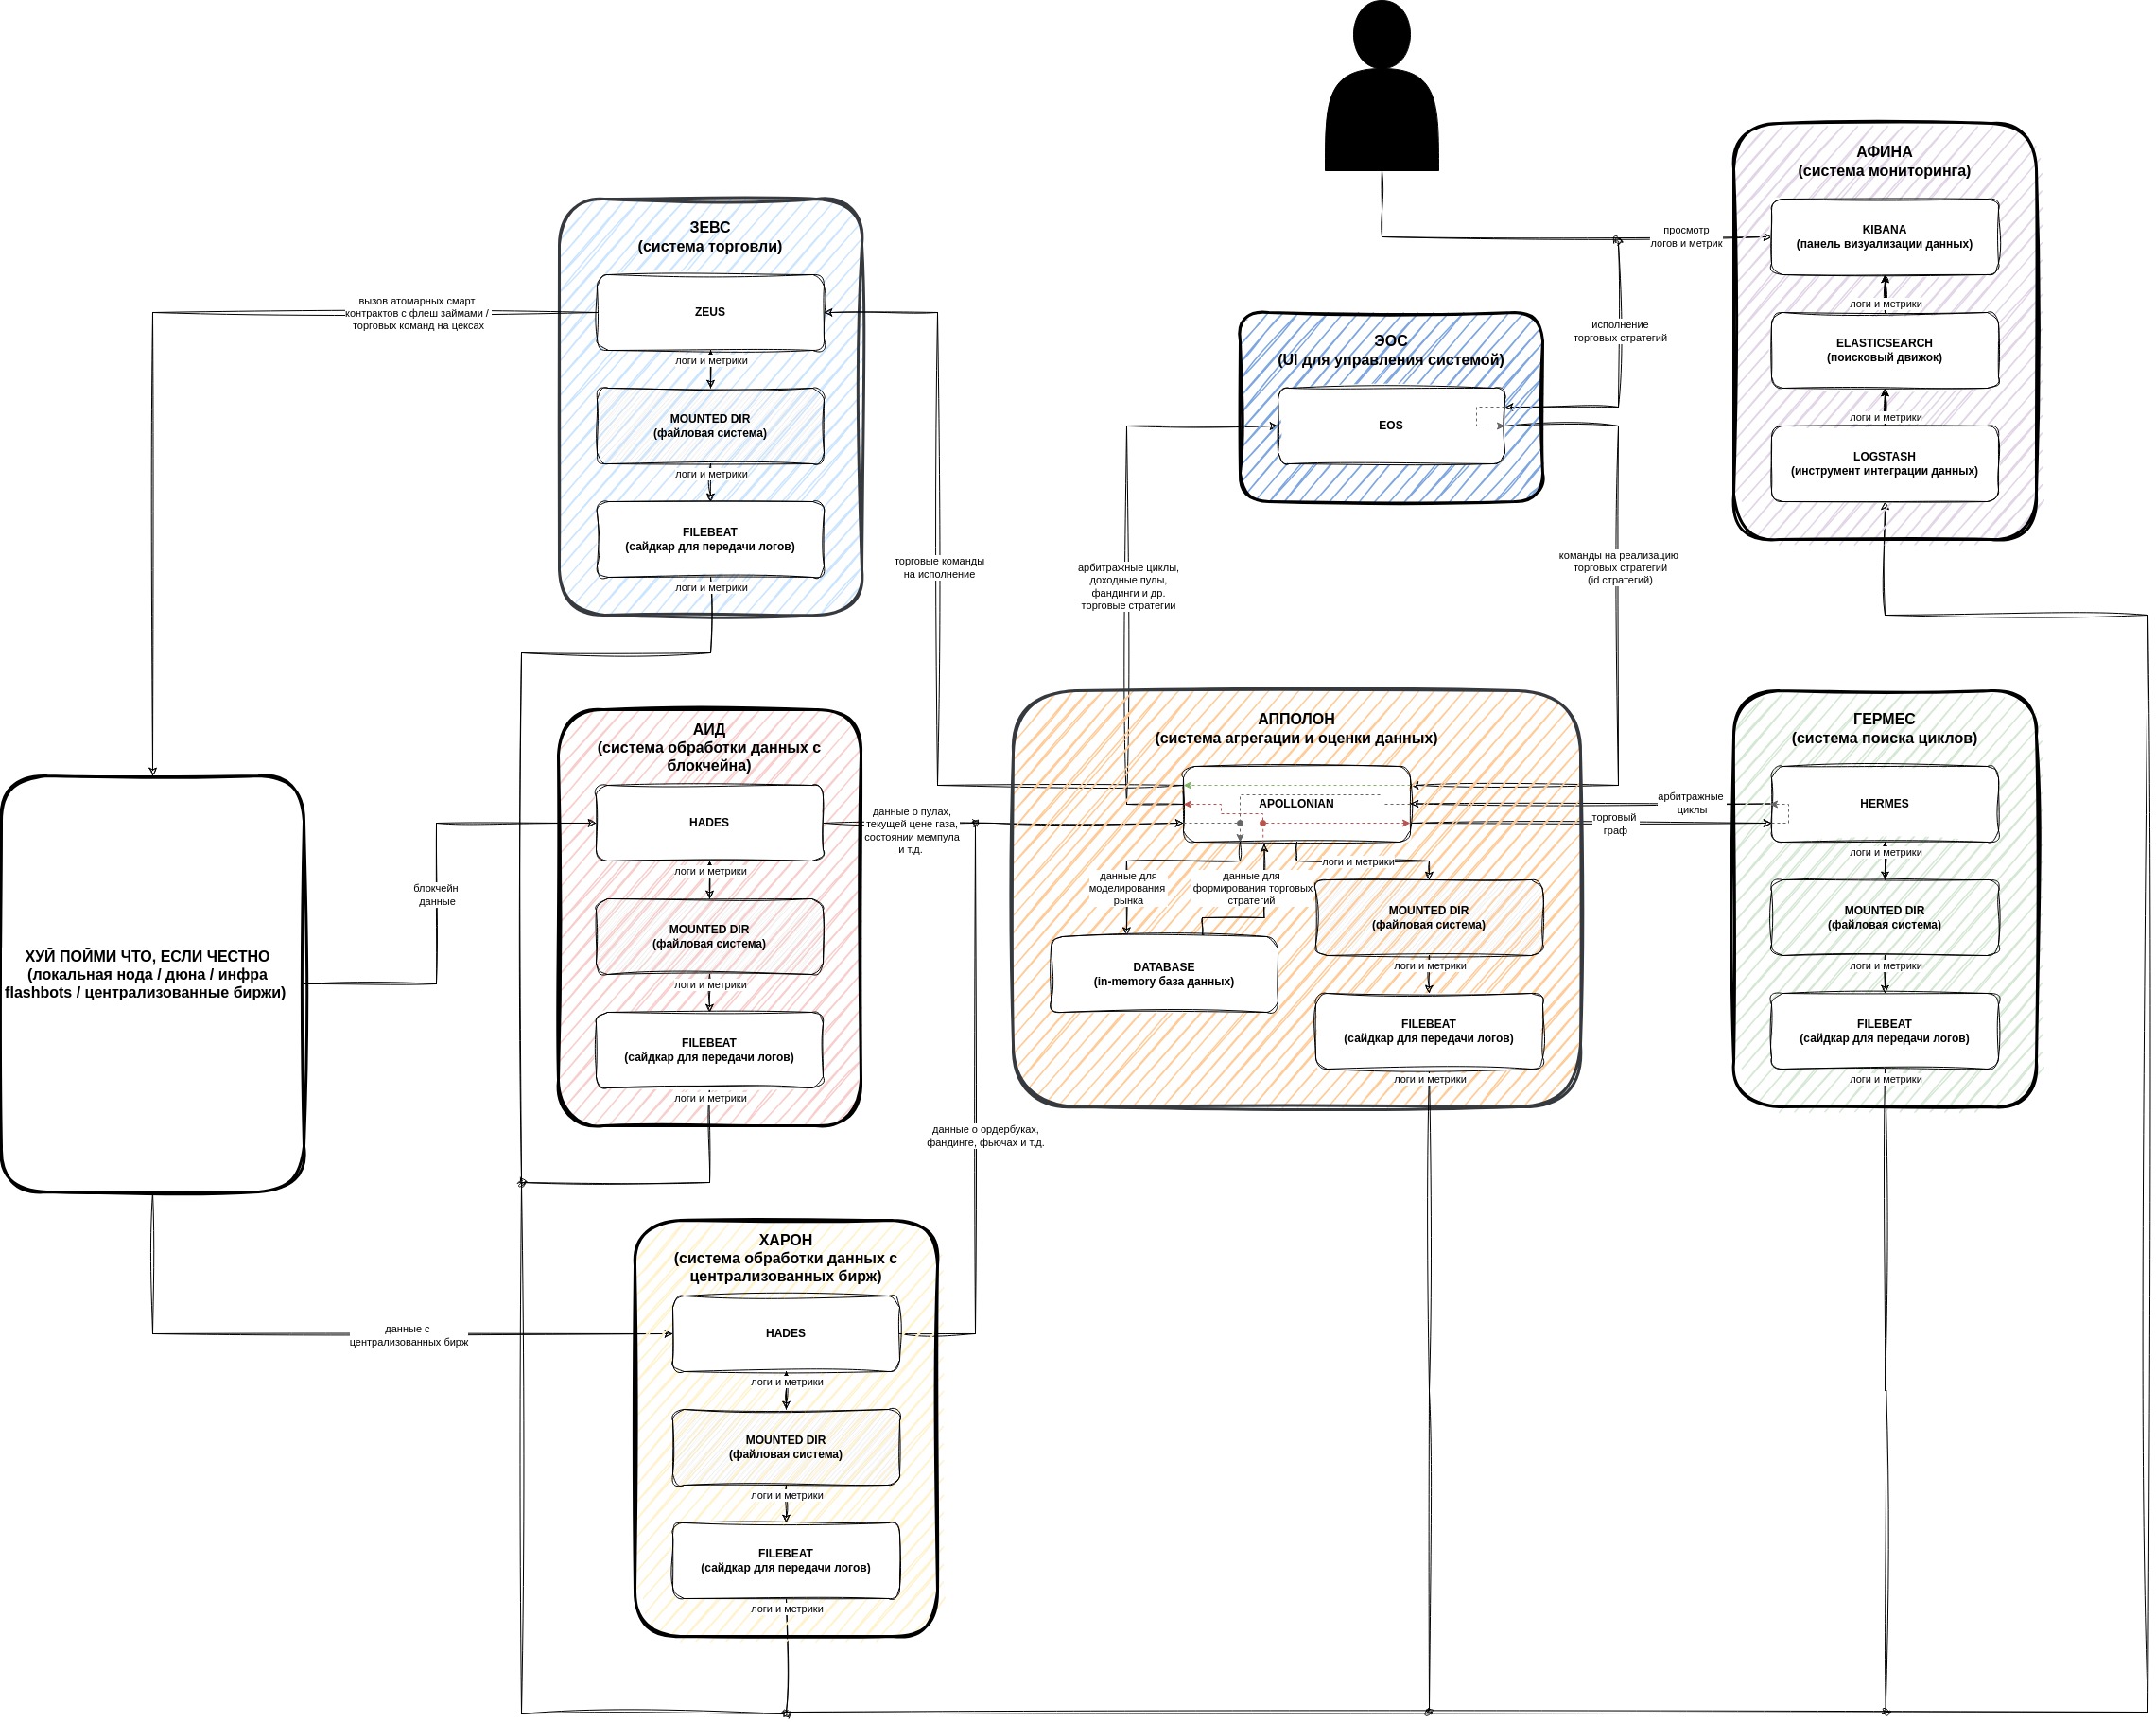 АФИНА
(система мониторинга)
KIBANA
(панель визуализации данных)
просмотр
логов и метрик
логи и метрики
ELASTICSEARCH
(поисковый движок)
логи и метрики
LOGSTASH
(инструмент интеграции данных)
ЗЕВС
(система торговли)
ZEUS
вызов атомарных смарт
контрактов с флеш займами /
торговых команд на цексах
логи и метрики
MOUNTED DIR
(файловая система)
логи и метрики
FILEBEAT
(сайдкар для передачи логов)
логи и метрики
ЭОС
(UI для управления системой)
EOS
исполнение
торговых стратегий
торговые команды
на исполнение
арбитражные циклы,
доходные пулы,
фандинги и др.
торговые стратегии
команды на реализацию
торговых стратегий
(id стратегий)
АИД
(система обработки данных с
блокчейна)
HADES
данные о пулах,
текущей цене газа,
состоянии мемпула
и т.д.
логи и метрики
MOUNTED DIR
(файловая система)
логи и метрики
FILEBEAT
(сайдкар для передачи логов)
логи и метрики
блокчейн
данные
ХУЙ ПОЙМИ ЧТО, ЕСЛИ ЧЕСТНО
(локальная нода / дюна / инфра
flashbots / централизованные биржи)
АППОЛОН
(система агрегации и оценки данных)
APOLLONIAN
данные для
моделирования
рынка
данные для
формирования торговых
стратегий
логи и метрики
MOUNTED DIR
(файловая система)
DATABASE
(in-memory база данных)
логи и метрики
FILEBEAT
(сайдкар для передачи логов)
логи и метрики
арбитражные
циклы
торговый
граф
ГЕРМЕС
(система поиска циклов)
HERMES
логи и метрики
MOUNTED DIR
(файловая система)
логи и метрики
FILEBEAT
(сайдкар для передачи логов)
логи и метрики
данные о ордербуках,
фандинге, фьючах и т.д.
ХАРОН
(система обработки данных с
централизованных бирж)
данные с
централизованных бирж
HADES
логи и метрики
MOUNTED DIR
(файловая система)
логи и метрики
FILEBEAT
(сайдкар для передачи логов)
логи и метрики